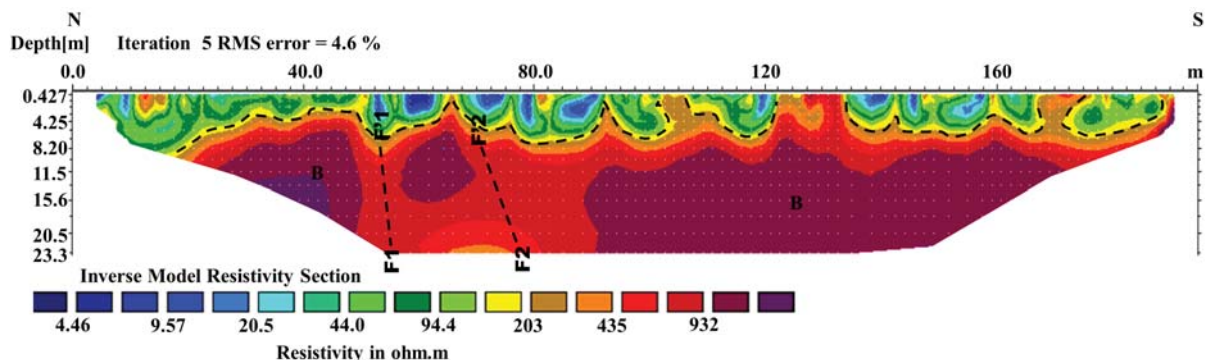 N S
Depth[m] Iteration 5 RMS error = 4.6 %
0.0 40.0 80.0 120 160 m
0.427
4.25
8.20
11.5
15.6
20.5
23.3
F1 F2
B B
F1 F2
Inverse Model Resistivity Section
4.46 9.57 20.5 44.0 94.4 203 435 932
Resistivity in ohm.m